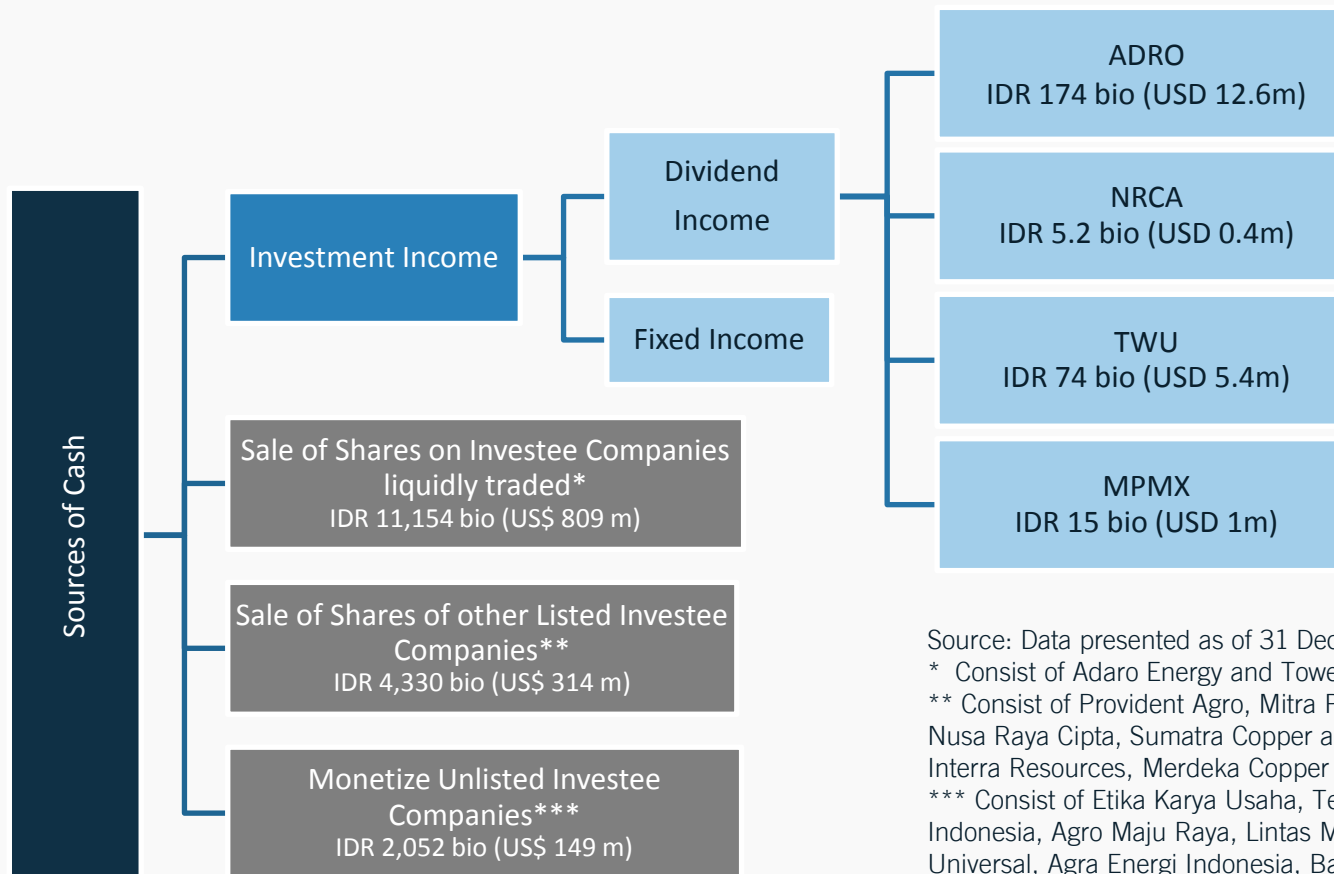 Sources of Cash
Investment Income
Dividend
Income
Fixed Income
ADRO
IDR 174 bio (USD 12.6m)
NRCA
IDR 5.2 bio (USD 0.4m)
TWU
IDR 74 bio (USD 5.4m)
MPMX
IDR 15 bio (USD 1m)
Sale of Shares on Investee Companies
liquidly traded*
IDR 11,154 bio (US$ 809 m)
Sale of Shares of other Listed Investee
Companies**
IDR 4,330 bio (US$ 314 m)
Monetize Unlisted Investee
Companies***
IDR 2,052 bio (US$ 149 m)
Source: Data presented as of 31 Dec
* Consist of Adaro Energy and Towe
** Consist of Provident Agro, Mitra
Nusa Raya Cipta, Sumatra Copper
Interra Resources, Merdeka Copper
*** Consist of Etika Karya Usaha,
Indonesia, Agro Maju Raya, Lintas
Universal, Agra Energi Indonesia,